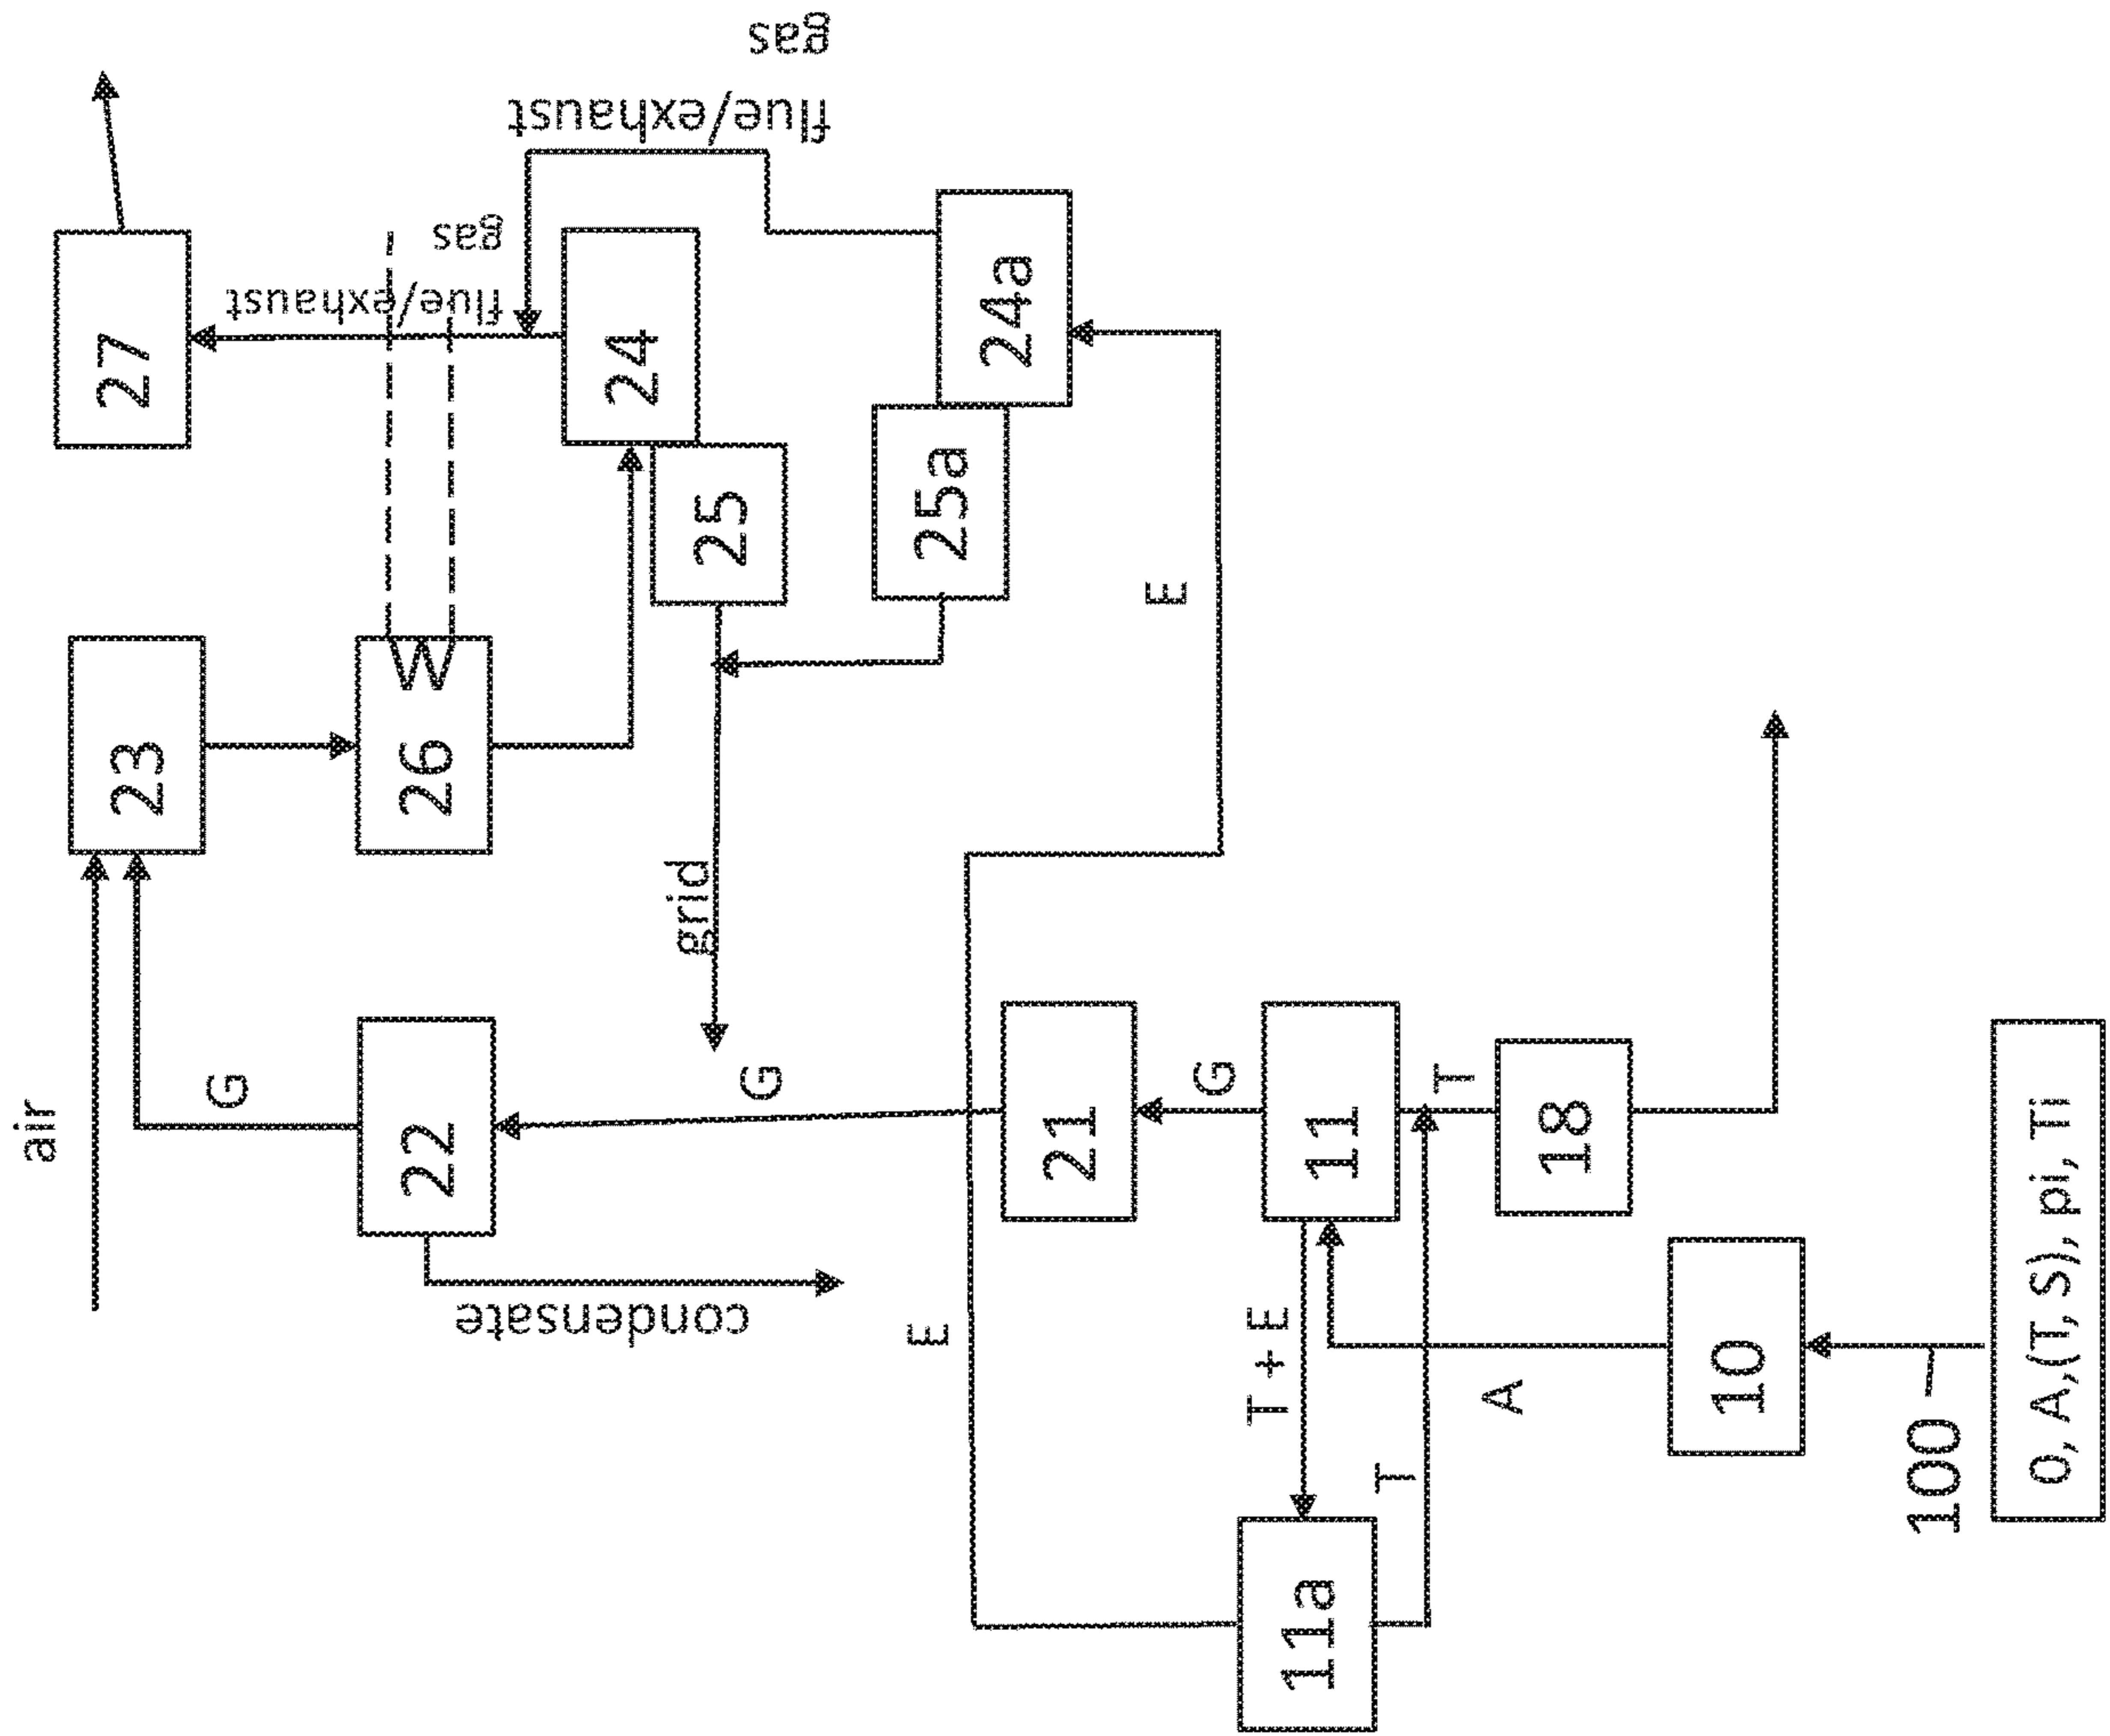 air
G
23
27
22
26
W
flue/exhaust
gas
flue/exhaust
gas
condensate
grid
24
25
G
E
21
25a
24a
E
G
11
T + E
11a
T
T
A
18
10
100
0, A,(T, S), pi, Ti